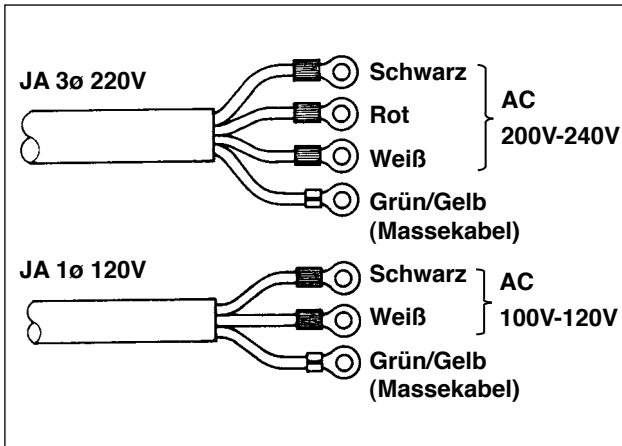 JA 3ø 220V
Schwarz
Rot
Weiß
Grün/Gelb
(Massekabel)
AC
200V-240V
JA 1ø 120V
Schwarz
Weiß
Grün/Gelb
(Massekabel)
AC
100V-120V